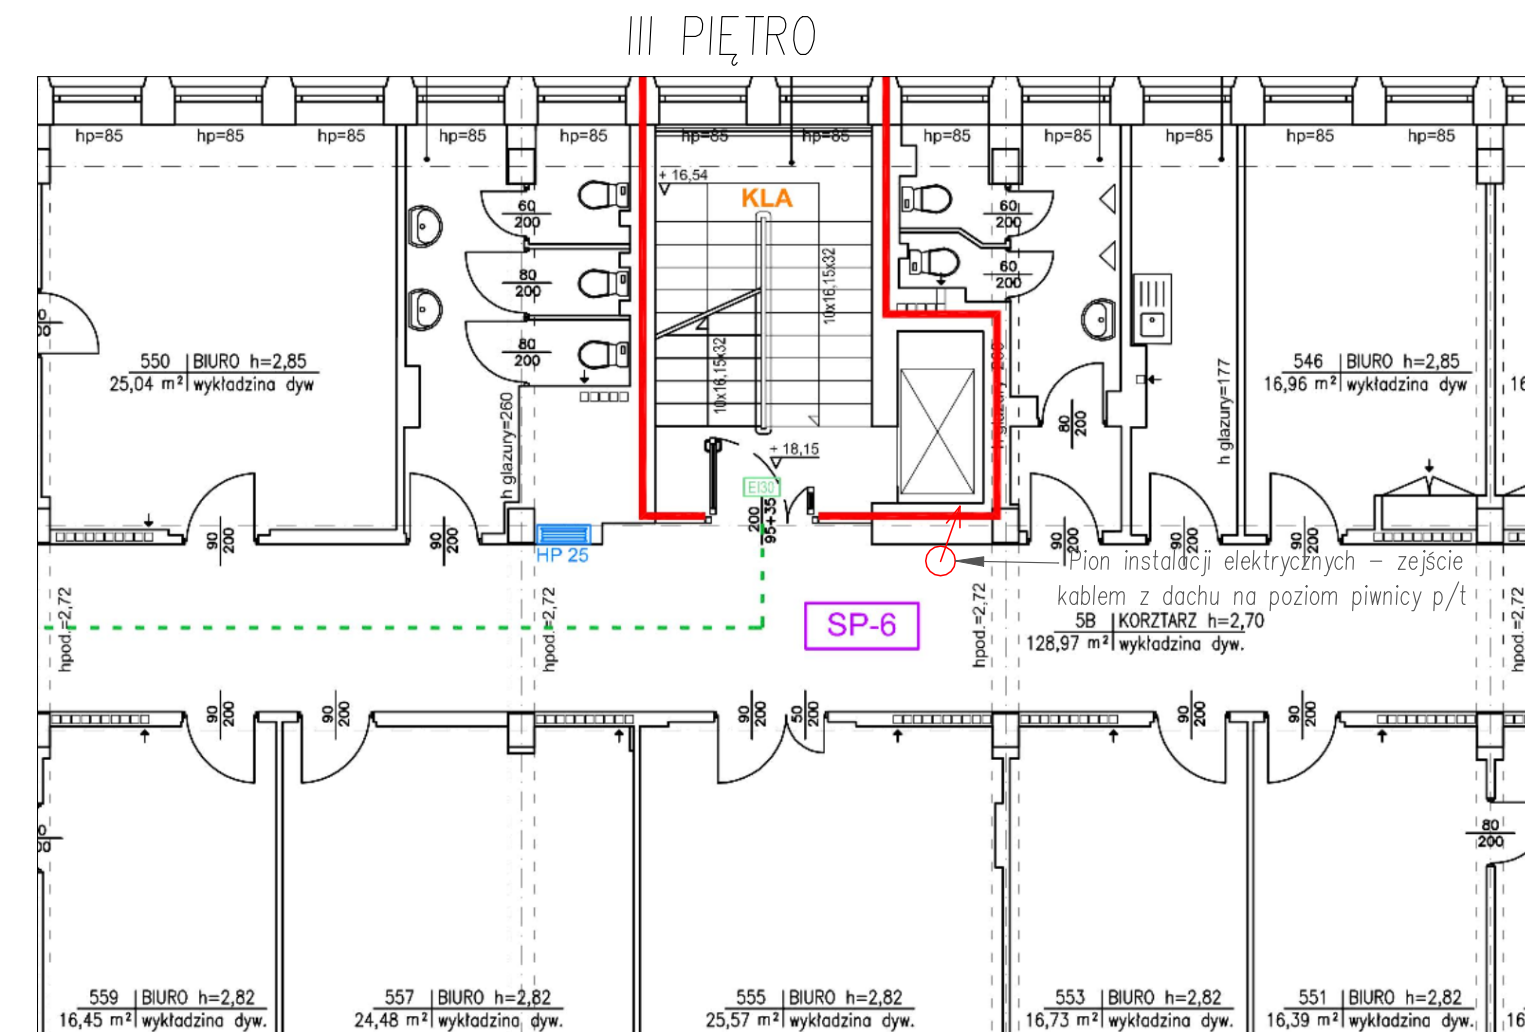 III PIĘTRO
hp=85 hp=85 hp=85 hp=85 hp=85 hp=85 hp=85 hp=85 hp=85 hp=85 hp=85 hp=85
+ 16,54
KLA
60
200
60
200
80
200
60
200
80
200
10x16,15x32
10x16,15x32
550 BIURO h=2,85
25,04 m² wykładzina dyw
546 BIURO h=2,85
16,96 m² wykładzina dyw
16
h glazury=260
h glazury=177
80
200
+ 18,15
EI30
200
95+35
90
200
90
200
90
200
90
200
90
200
HP 25
Pion instalacji elektrycznych – zejście
kablem z dachu na poziom piwnicy p/t
hpod.=2,72
hpod.=2,72
hpod.=2,72
hpod.=2,72
SP-6
5B KORZTARZ h=2,70
128,97 m² wykładzina dyw.
90
200
90
200
90
200
50
200
90
200
90
200
80
200
559 BIURO h=2,82
16,45 m² wykładzina dyw.
557 BIURO h=2,82
24,48 m² wykładzina dyw.
555 BIURO h=2,82
25,57 m² wykładzina dyw.
553 BIURO h=2,82
16,73 m² wykładzina dyw.
551 BIURO h=2,82
16,39 m² wykładzina dyw.
16